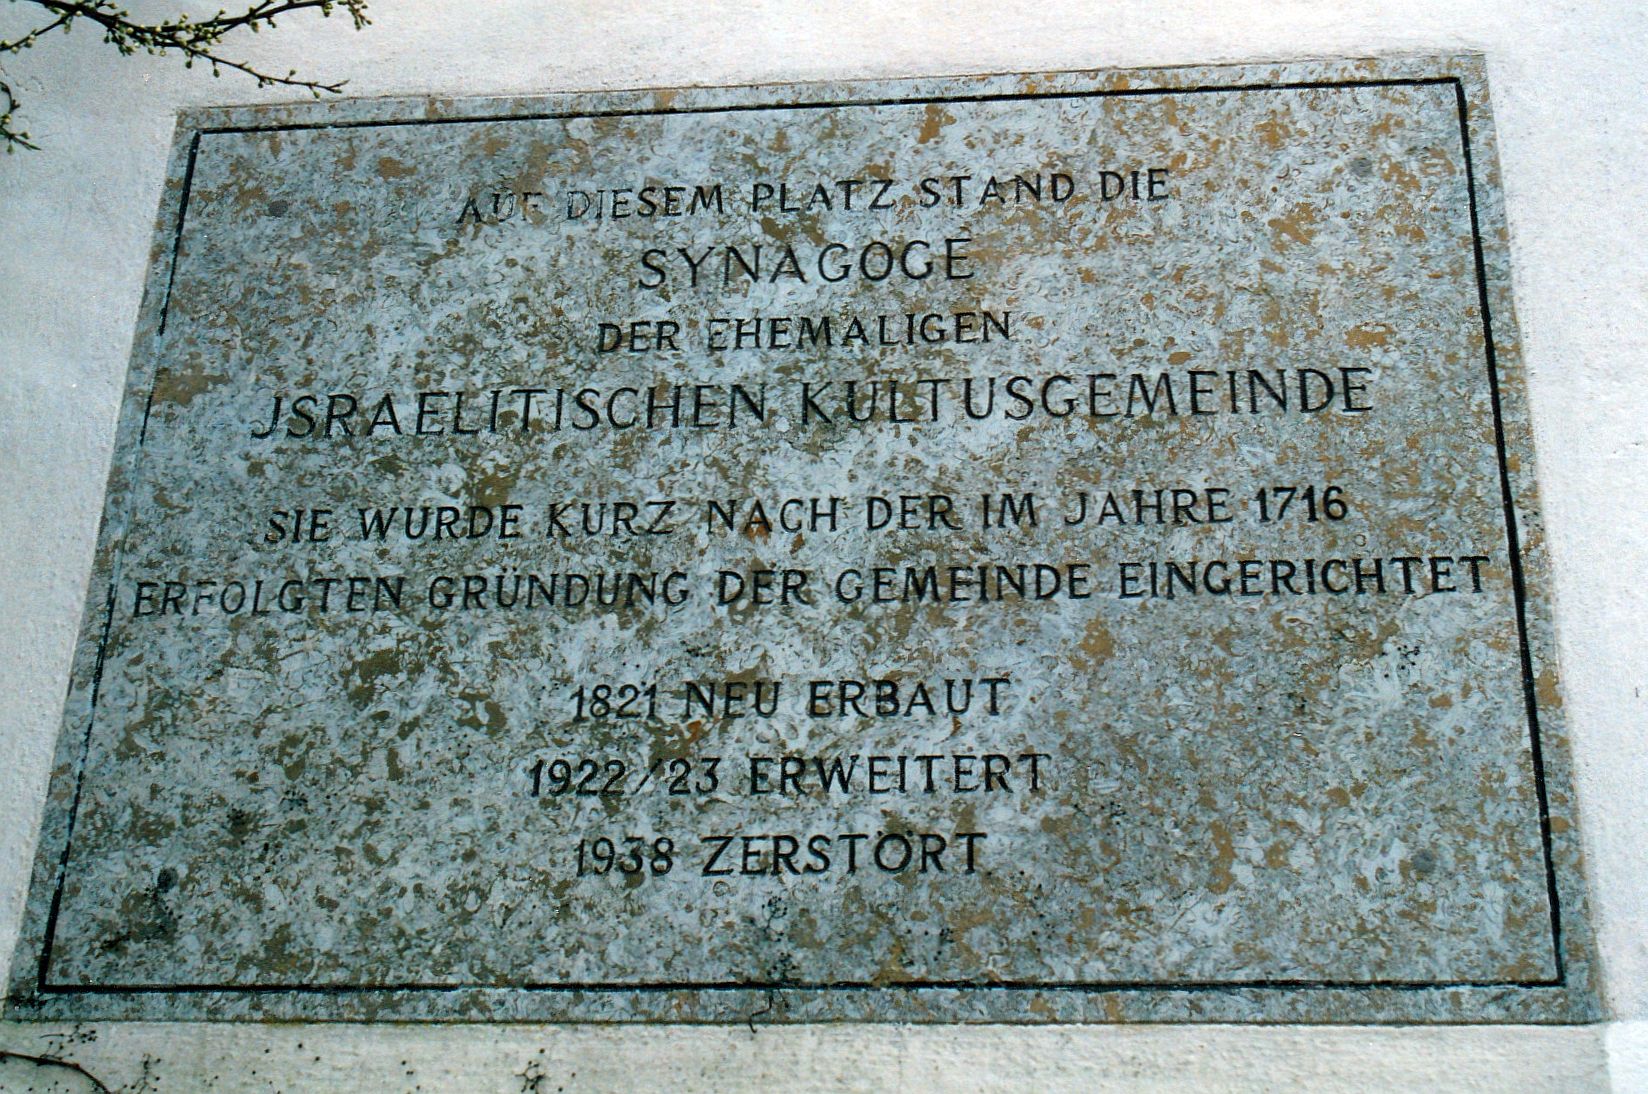 AUF DIESEM PLATZ STAND DIE
SYNAGOGE
DER EHEMALIGEN
JSRAELITISCHEN KULTUSGEMEINDE
SIE WURDE KURZ NACH DER IM JAHRE 1716
ERFOLGTEN GRÜNDUNG DER GEMEINDE EINGERICHTET
1821 NEU ERBAUT
1922/23 ERWEITERT
1938 ZERSTÖRT